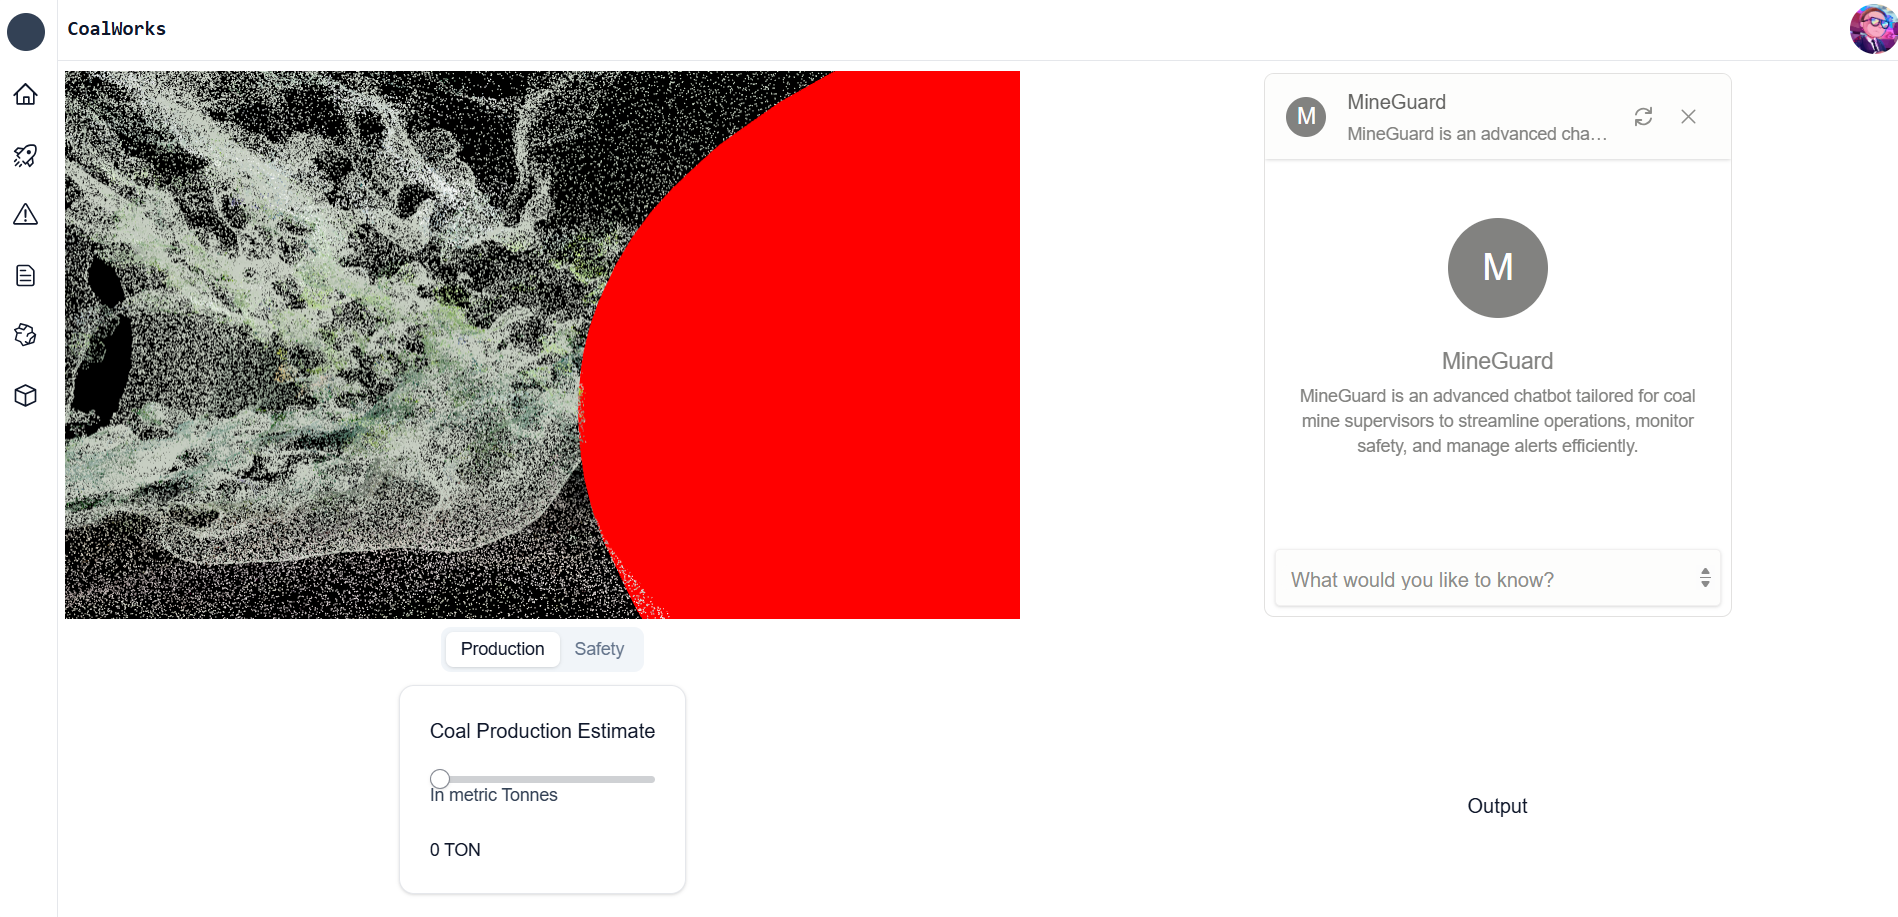 CoalWorks
M
MineGuard
MineGuard is an advanced cha...
M
MineGuard
MineGuard is an advanced chatbot tailored for coal
mine supervisors to streamline operations, monitor
safety, and manage alerts efficiently.
What would you like to know?
Production
Safety
Coal Production Estimate
In metric Tonnes
0 TON
Output